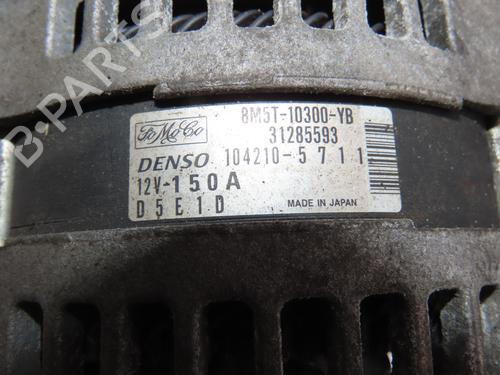 FoMoCo
8M5T-10300-YB
31285593
DENSO 104210-5711
12V-150A
D5E1D
MADE IN JAPAN
B-PARTS